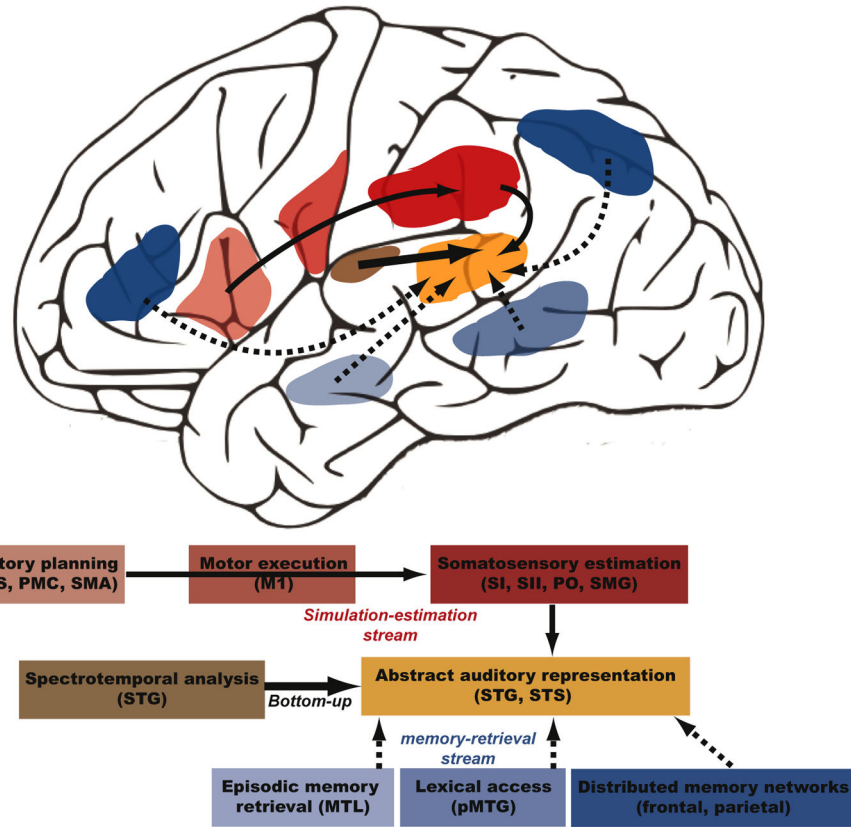 planning
PMC, SMA)
Motor execution
(M1)
Somatosensory estimation
(SI, SII, PO, SMG)
Simulation-estimation
stream
Spectrotemporal analysis
(STG)
Bottom-up
Abstract auditory representation
(STG, STS)
memory-retrieval
stream
Episodic memory
retrieval (MTL)
Lexical access
(pMTG)
Distributed memory networks
(frontal, parietal)